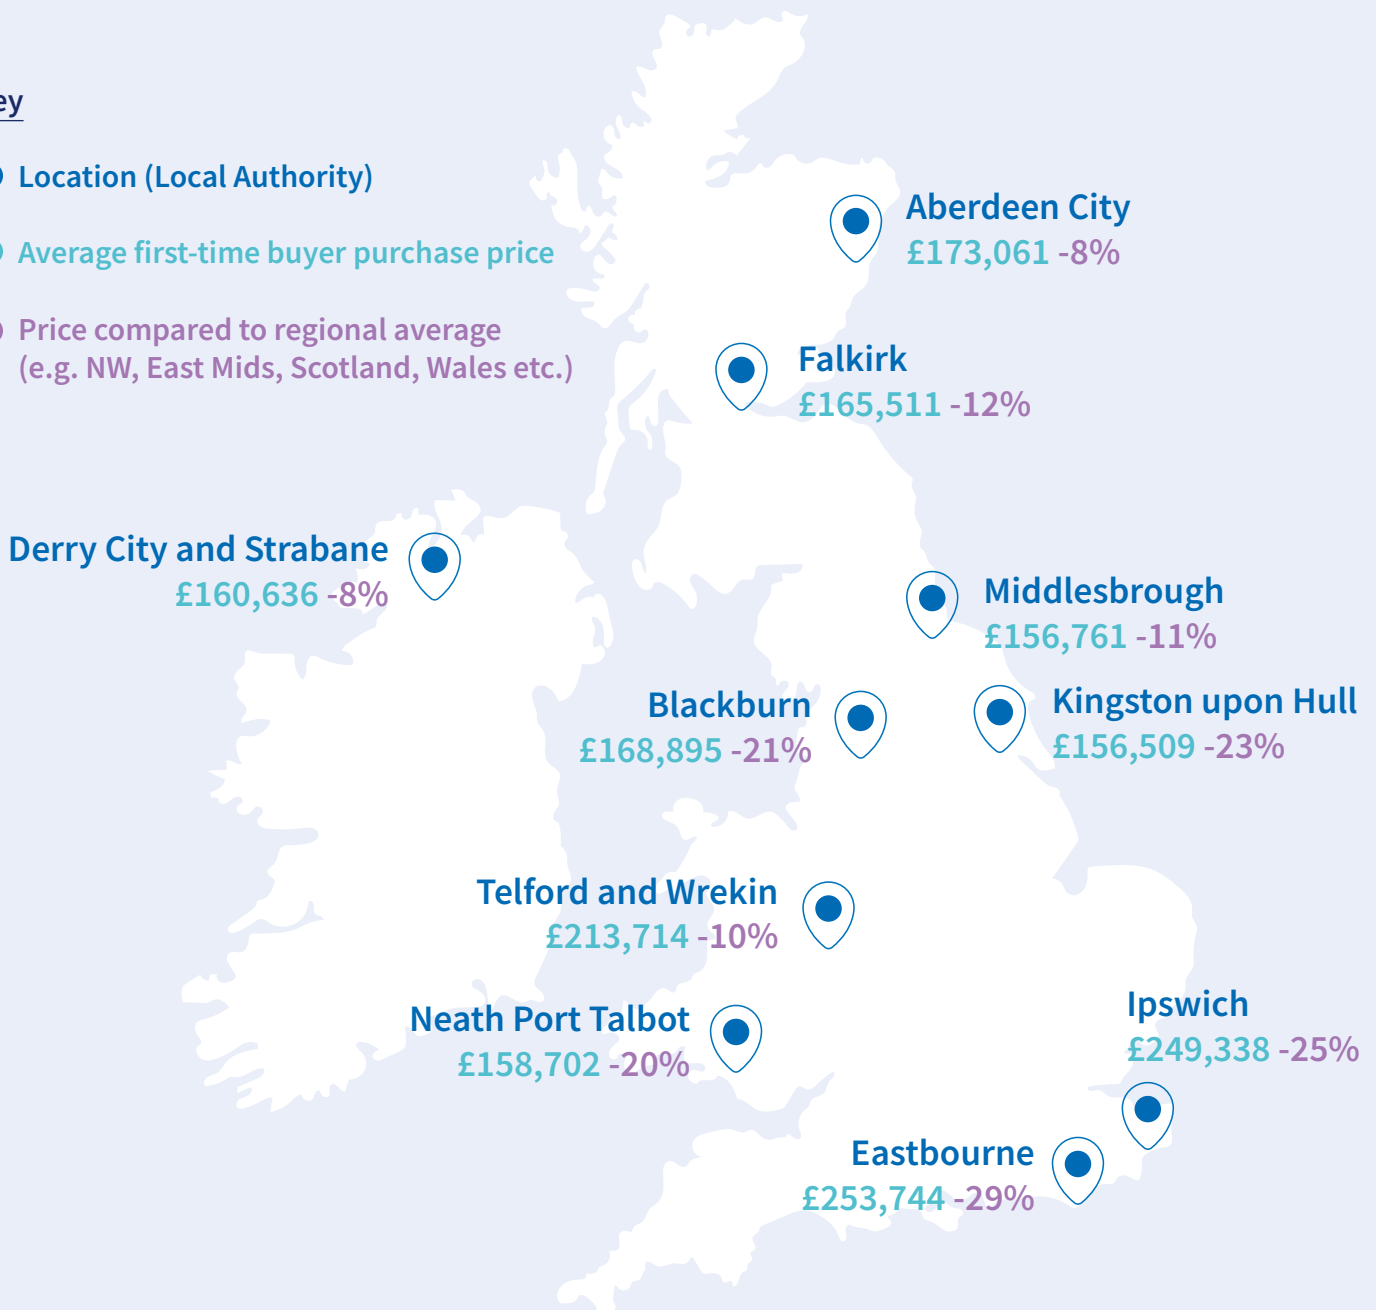 ey
Location (Local Authority)
Average first-time buyer purchase price
Price compared to regional average
(e.g. NW, East Mids, Scotland, Wales etc.)
Aberdeen City
£173,061 -8%
Falkirk
£165,511 -12%
Derry City and Strabane
£160,636 -8%
Middlesbrough
£156,761 -11%
Blackburn
£168,895 -21%
Kingston upon Hull
£156,509 -23%
Telford and Wrekin
£213,714 -10%
Neath Port Talbot
£158,702 -20%
Ipswich
£249,338 -25%
Eastbourne
£253,744 -29%